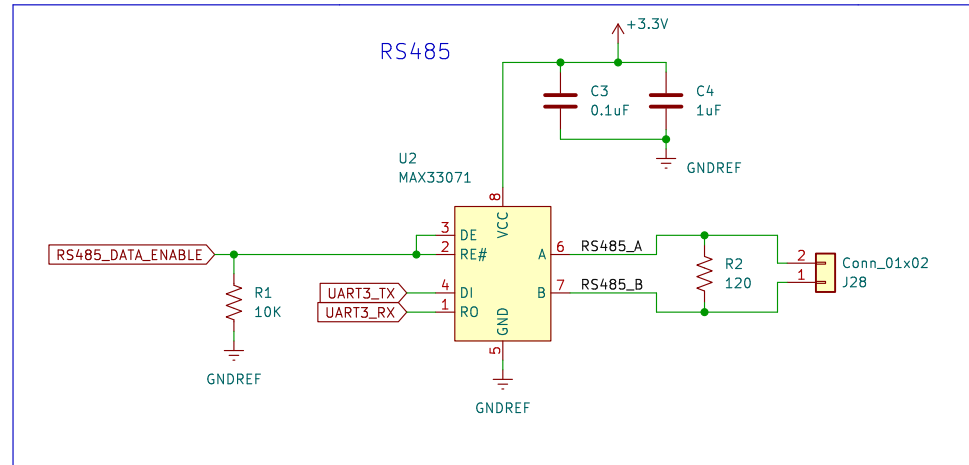 RS485
+3.3V
C3
0.1uF
C4
1uF
GNDREF
U2
MAX33071
8
VCC
3
DE
2
RE#
RS485_DATA_ENABLE
A
6
RS485_A
R1
10K
UART3_TX
4
DI
B
7
RS485_B
UART3_RX
1
RO
GND
5
R2
120
2
Conn_01x02
1
J28
GNDREF
GNDREF